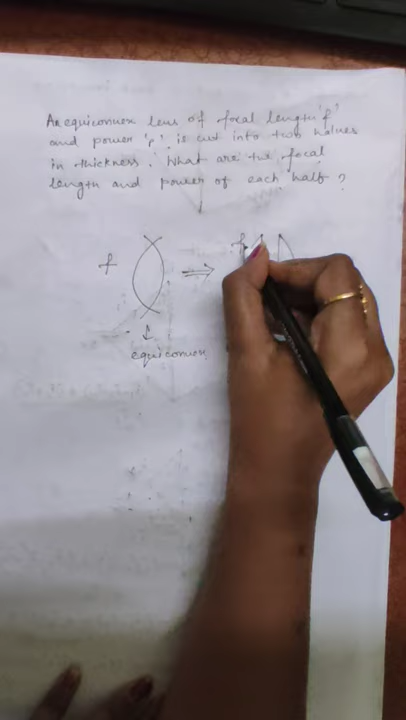 An equiconvex lens of focal length 'f'
and power 'p' is cut into two halves
in thickness. What are the focal
length and power of each half?
f ⇒ f
equiconvex